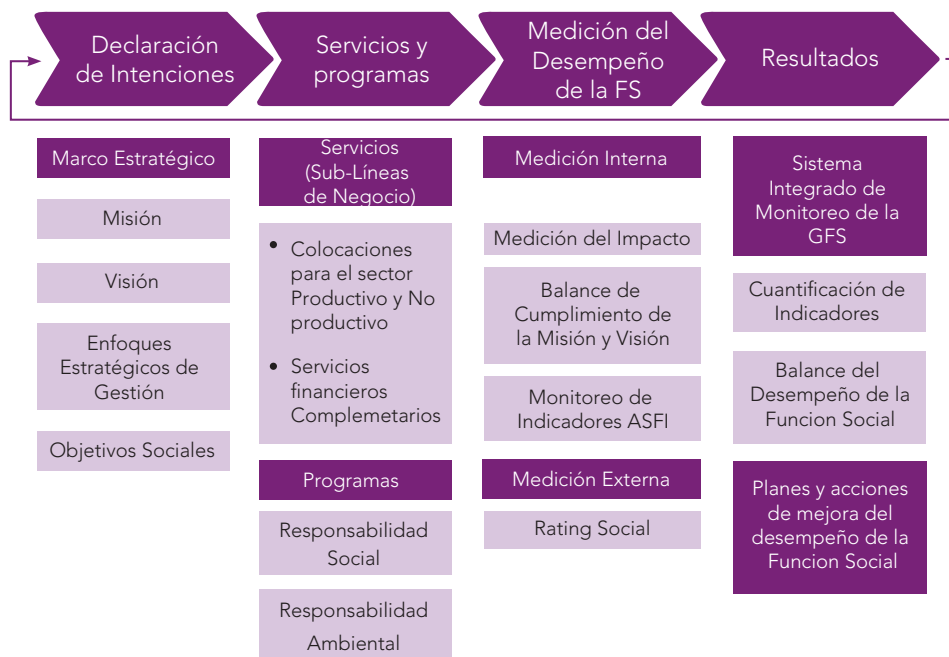 Declaración
de Intenciones
Servicios y
programas
Medición del
Desempeño
de la FS
Resultados
Marco Estratégico
Misión
Visión
Enfoques
Estratégicos de
Gestión
Objetivos Sociales
Servicios
(Sub-Líneas
de Negocio)
• Colocaciones
para el sector
Productivo y No
productivo
• Servicios
financieros
Complemetarios
Programas
Responsabilidad
Social
Responsabilidad
Ambiental
Medición Interna
Medición del Impacto
Balance de
Cumplimiento de
la Misión y Visión
Monitoreo de
Indicadores ASFI
Medición Externa
Rating Social
Sistema
Integrado de
Monitoreo de la
GFS
Cuantificación de
Indicadores
Balance del
Desempeño de la
Funcion Social
Planes y acciones
de mejora del
desempeño de la
Funcion Social